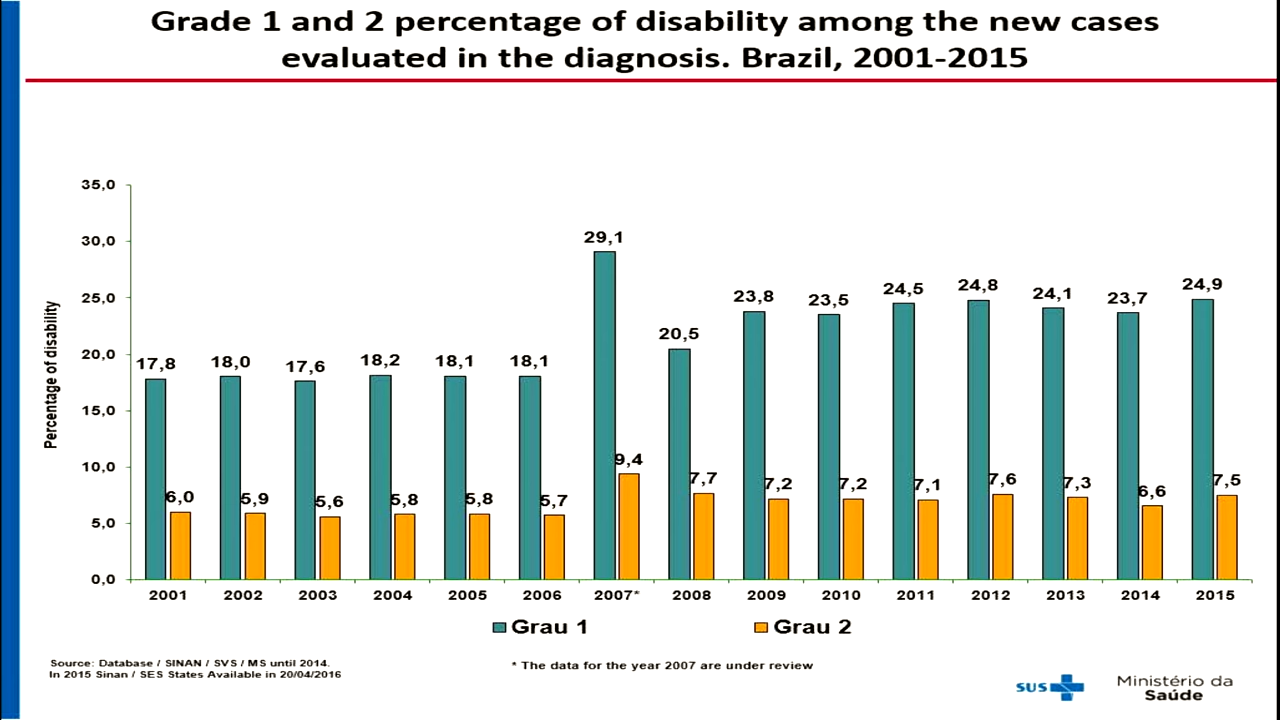 Grade 1 and 2 percentage of disability among the new cases
evaluated in the diagnosis. Brazil, 2001-2015
Percentage of disability
35,0
30,0
25,0
20,0
15,0
10,0
5,0
0,0
17,8 18,0 17,6 18,2 18,1 18,1 29,1 20,5 23,8 23,5 24,5 24,8 24,1 23,7 24,9
6,0 5,9 5,6 5,8 5,8 5,7 9,4 7,7 7,2 7,2 7,1 7,6 7,3 6,6 7,5
2001 2002 2003 2004 2005 2006 2007* 2008 2009 2010 2011 2012 2013 2014 2015
Grau 1 Grau 2
Source: Database / SINAN / SVS / MS until 2014.
In 2015 Sinan / SES States Available in 20/04/2016
* The data for the year 2007 are under review
SUS
Ministério da
Saúde